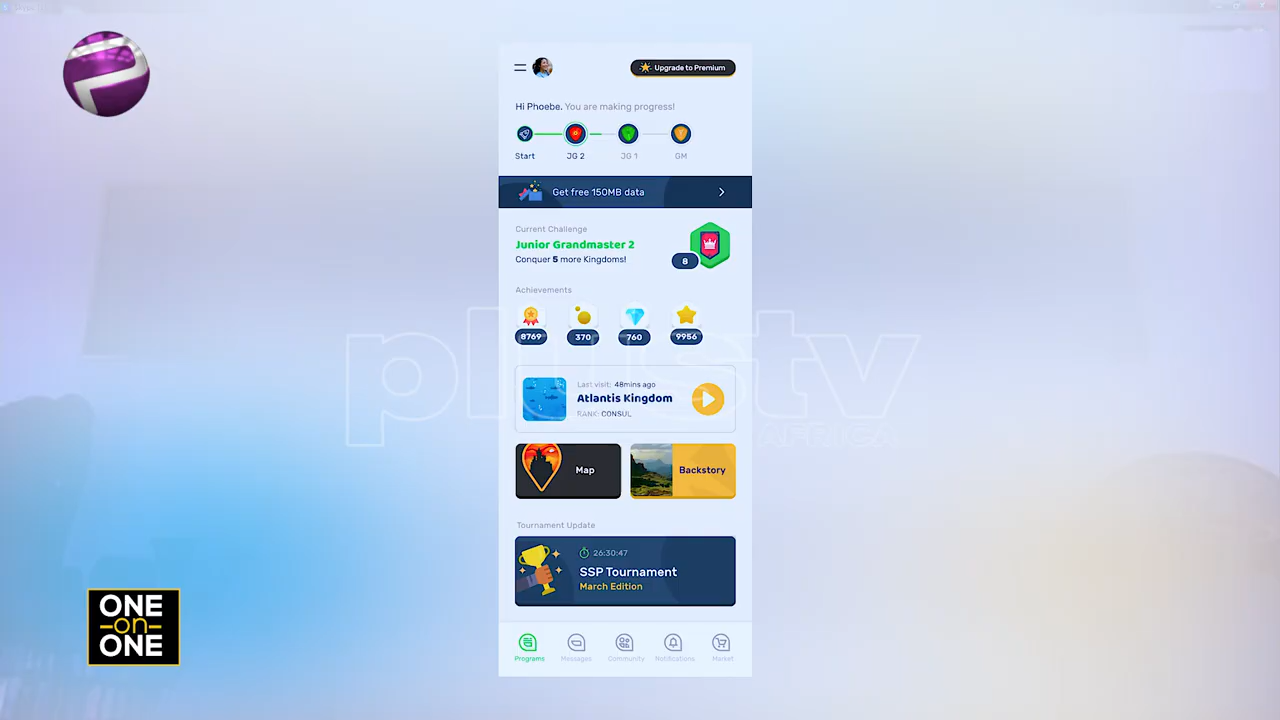 Upgrade to Premium
Hi Phoebe. You are making progress!
Start
JG 2
JG 1
GM
Get free 150MB data
Current Challenge
Junior Grandmaster 2
Conquer 5 more Kingdoms!
8
Achievements
8769
370
760
9956
Last visit: 48mins ago
Atlantis Kingdom
RANK: CONSUL
Map
Backstory
plustv
AFRICA
Tournament Update
26:30:47
SSP Tournament
March Edition
ONE
-on-
ONE
Programs
Messages
Community
Notifications
Market